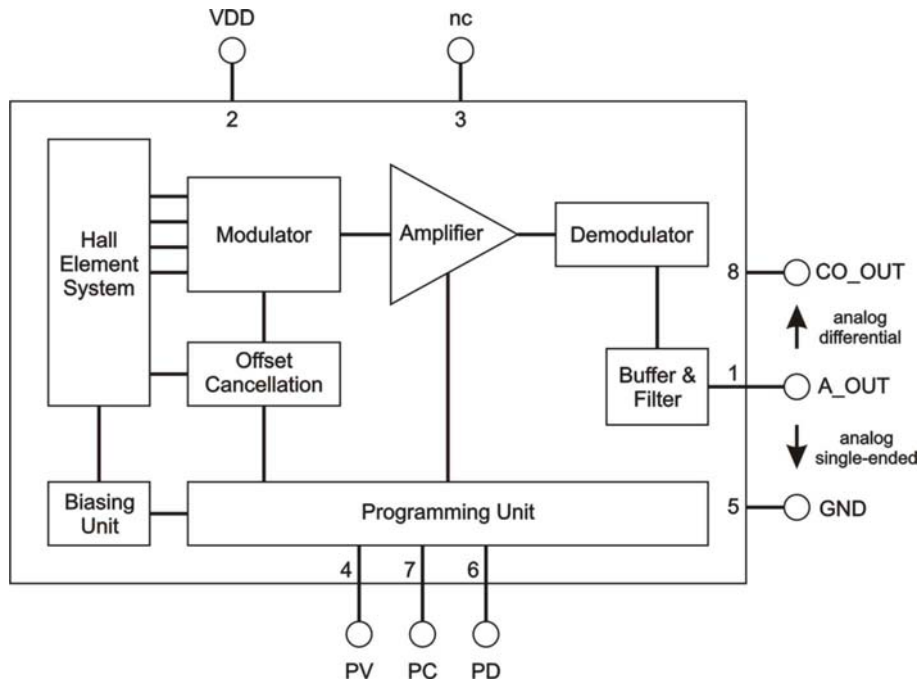 VDD
nc
2
3
Hall
Element
System
Modulator
Amplifier
Demodulator
8
CO_OUT
analog
differential
Offset
Cancellation
Buffer &
Filter
1
A_OUT
analog
single-ended
Biasing
Unit
Programming Unit
5
GND
4
7
6
PV
PC
PD